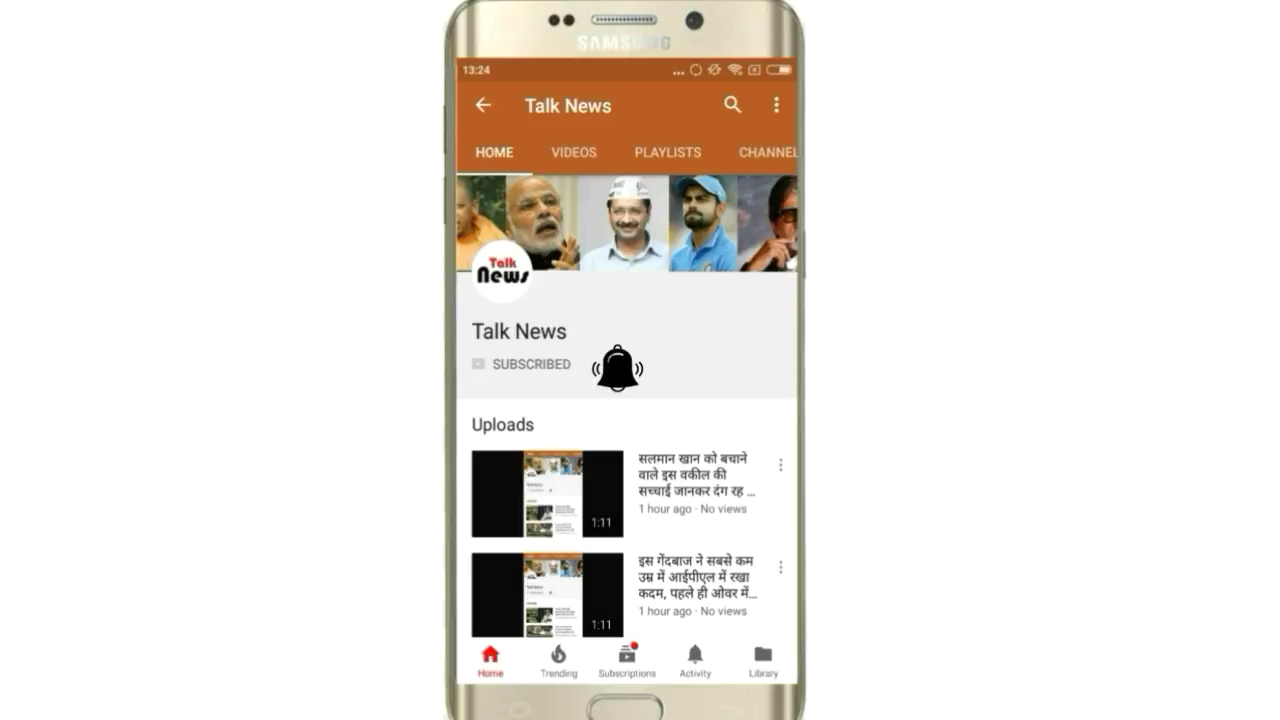 SAMSUNG
13:24
Talk News
HOME VIDEOS PLAYLISTS CHANNEL
Talk
News
Talk News
SUBSCRIBED
Uploads
सलमान खान को बचाने
वाले इस वकील की
सच्चाई जानकर दंग रह ...
1 hour ago · No views
1:11
इस गेंदबाज ने सबसे कम
उम्र में आईपीएल में रखा
कदम, पहले ही ओवर में...
1 hour ago · No views
1:11
Home Trending Subscriptions Activity Library